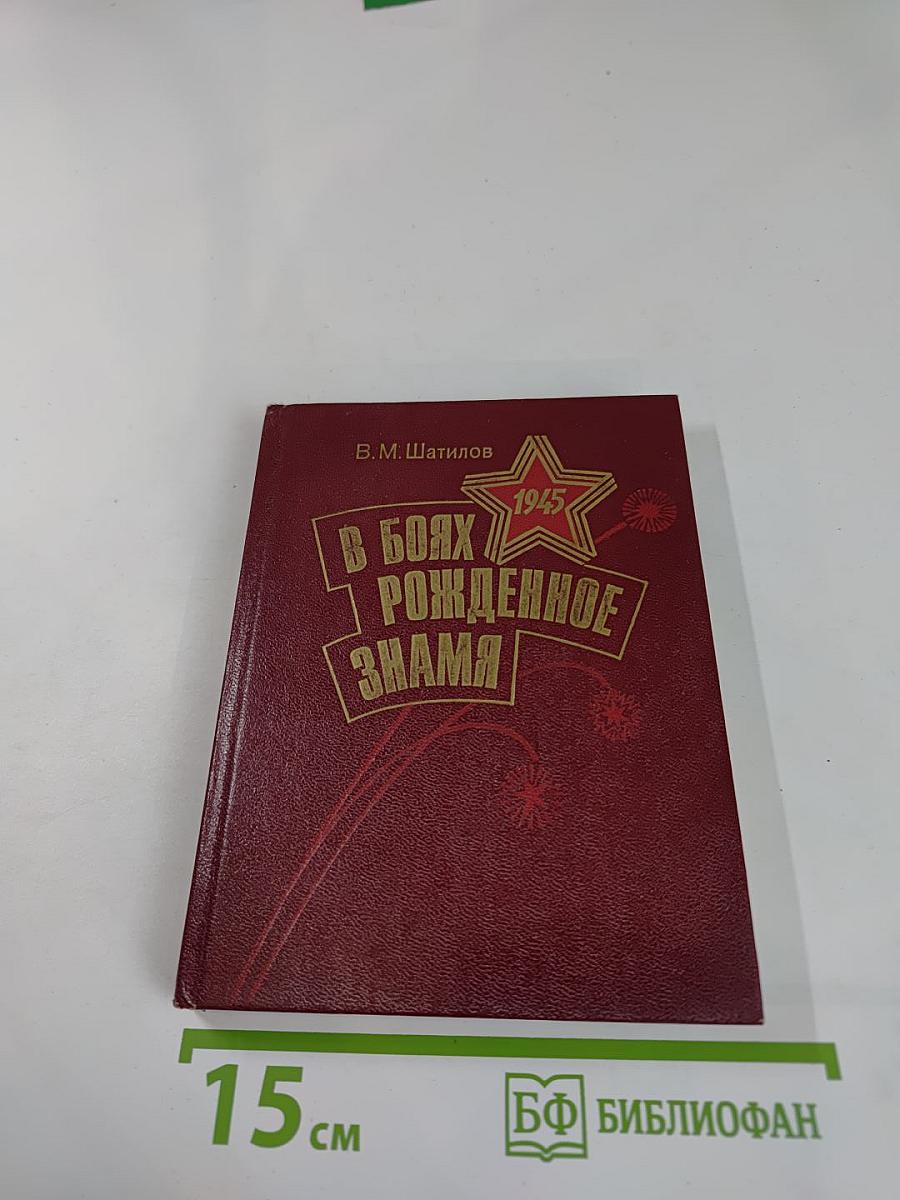 В.М. Шатилов
1945
В БОЯХ
РОЖДЕННОЕ
ЗНАМЯ
15 см
БФ БИБЛИОФАН